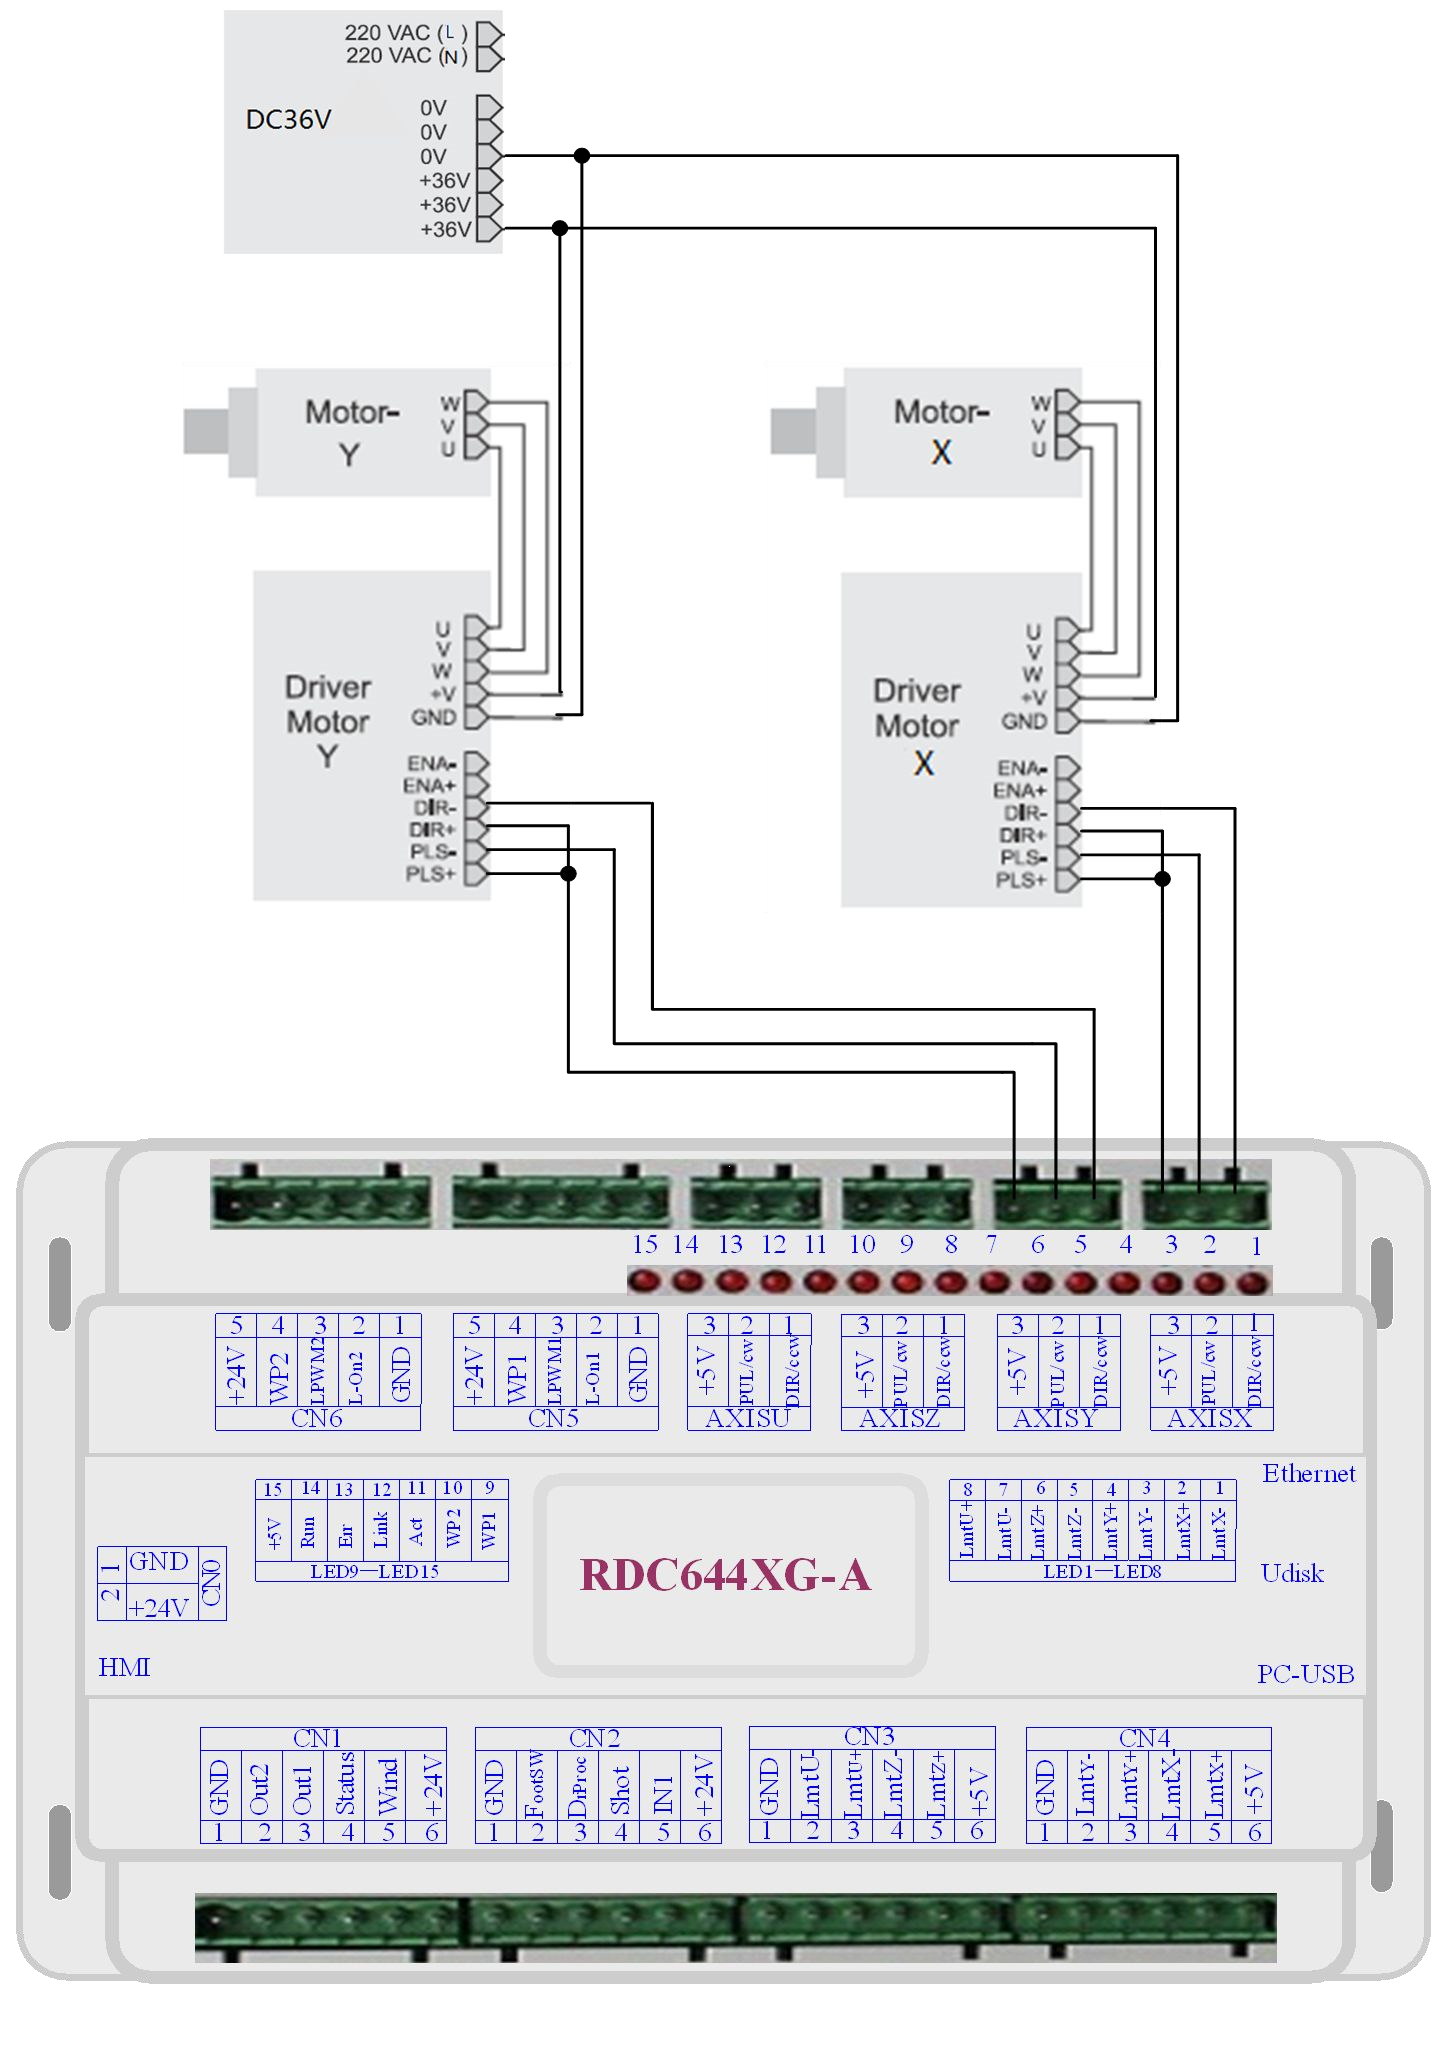 220 VAC (L)
220 VAC (N)
DC36V
0V
0V
0V
+36V
+36V
+36V
Motor-
Y
W
V
U
Motor-
X
W
V
U
Driver
Motor
Y
U
V
W
+V
GND
ENA-
ENA+
DIR-
DIR+
PLS-
PLS+
Driver
Motor
X
U
V
W
+V
GND
ENA-
ENA+
DIR-
DIR+
PLS-
PLS+
15 14 13 12 11 10 9 8 7 6 5 4 3 2 1
5 4 3 2 1
+24V WP2 LPWM2 L-On2 GND
CN6
5 4 3 2 1
+24V WP1 LPWM1 L-On1 GND
CN5
3 2 1
+5V PUL/cw DIR/ccw
AXISU
3 2 1
+5V PUL/cw DIR/ccw
AXISZ
3 2 1
+5V PUL/cw DIR/ccw
AXISY
3 2 1
+5V PUL/cw DIR/ccw
AXISX
15 14 13 12 11 10 9
+5V Run Err Link Act WP2 WP1
LED9—LED15
8 7 6 5 4 3 2 1
LmtU+ LmtU- LmtZ+ LmtZ- LmtY+ LmtY- LmtX+ LmtX-
LED1—LED8
Ethernet
1 GND
2 +24V
CN0
RDC644XG-A
Udisk
HMI
PC-USB
CN1
GND Out2 Out1 Status Wind +24V
1 2 3 4 5 6
CN2
GND FootSW DrProc Shot IN1 +24V
1 2 3 4 5 6
CN3
GND LmtU- LmtU+ LmtZ- LmtZ+ +5V
1 2 3 4 5 6
CN4
GND LmtY- LmtY+ LmtX- LmtX+ +5V
1 2 3 4 5 6